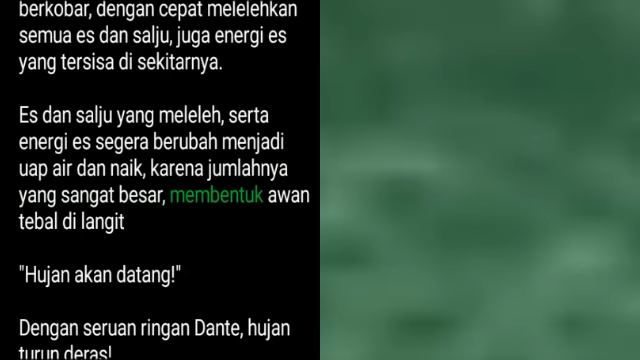 berkobar, dengan cepat melelehkan
semua es dan salju, juga energi es
yang tersisa di sekitarnya.
Es dan salju yang meleleh, serta
energi es segera berubah menjadi
uap air dan naik, karena jumlahnya
yang sangat besar, membentuk awan
tebal di langit
"Hujan akan datang!"
Dengan seruan ringan Dante, hujan
turun deras!